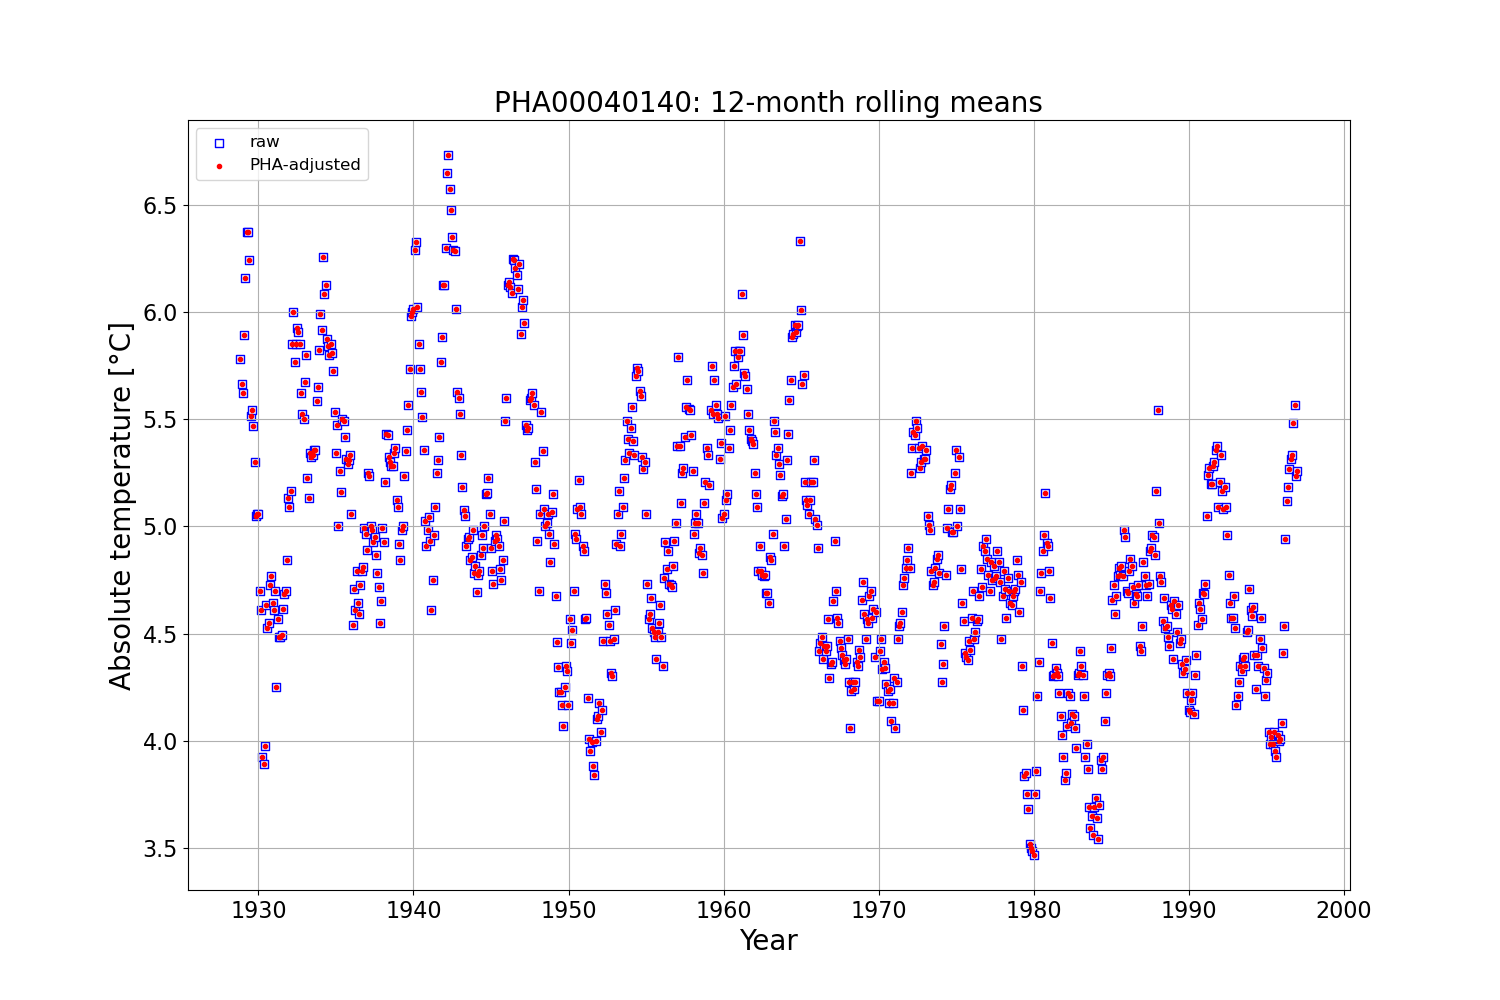 PHA00040140: 12-month rolling means
raw
PHA-adjusted
Absolute temperature [°C]
6.5
6.0
5.5
5.0
4.5
4.0
3.5
1930 1940 1950 1960 1970 1980 1990 2000
Year